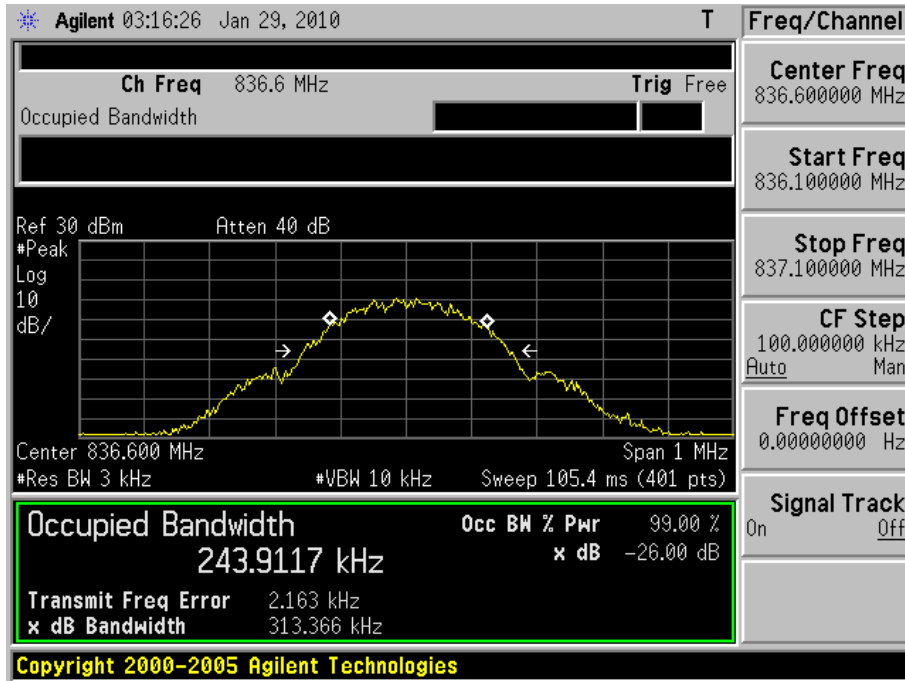 Agilent 03:16:26 Jan 29, 2010 T
Freq/Channel
Ch Freq 836.6 MHz Trig Free
Occupied Bandwidth
Center Freq
836.600000 MHz
Start Freq
836.100000 MHz
Stop Freq
837.100000 MHz
CF Step
100.000000 kHz
Auto Man
Freq Offset
0.00000000 Hz
Signal Track
On Off
Ref 30 dBm Atten 40 dB
#Peak
Log
10
dB/
Center 836.600 MHz Span 1 MHz
#Res BW 3 kHz #VBW 10 kHz Sweep 105.4 ms (401 pts)
Occupied Bandwidth Occ BW % Pwr 99.00 %
243.9117 kHz x dB -26.00 dB
Transmit Freq Error 2.163 kHz
x dB Bandwidth 313.366 kHz
Copyright 2000-2005 Agilent Technologies